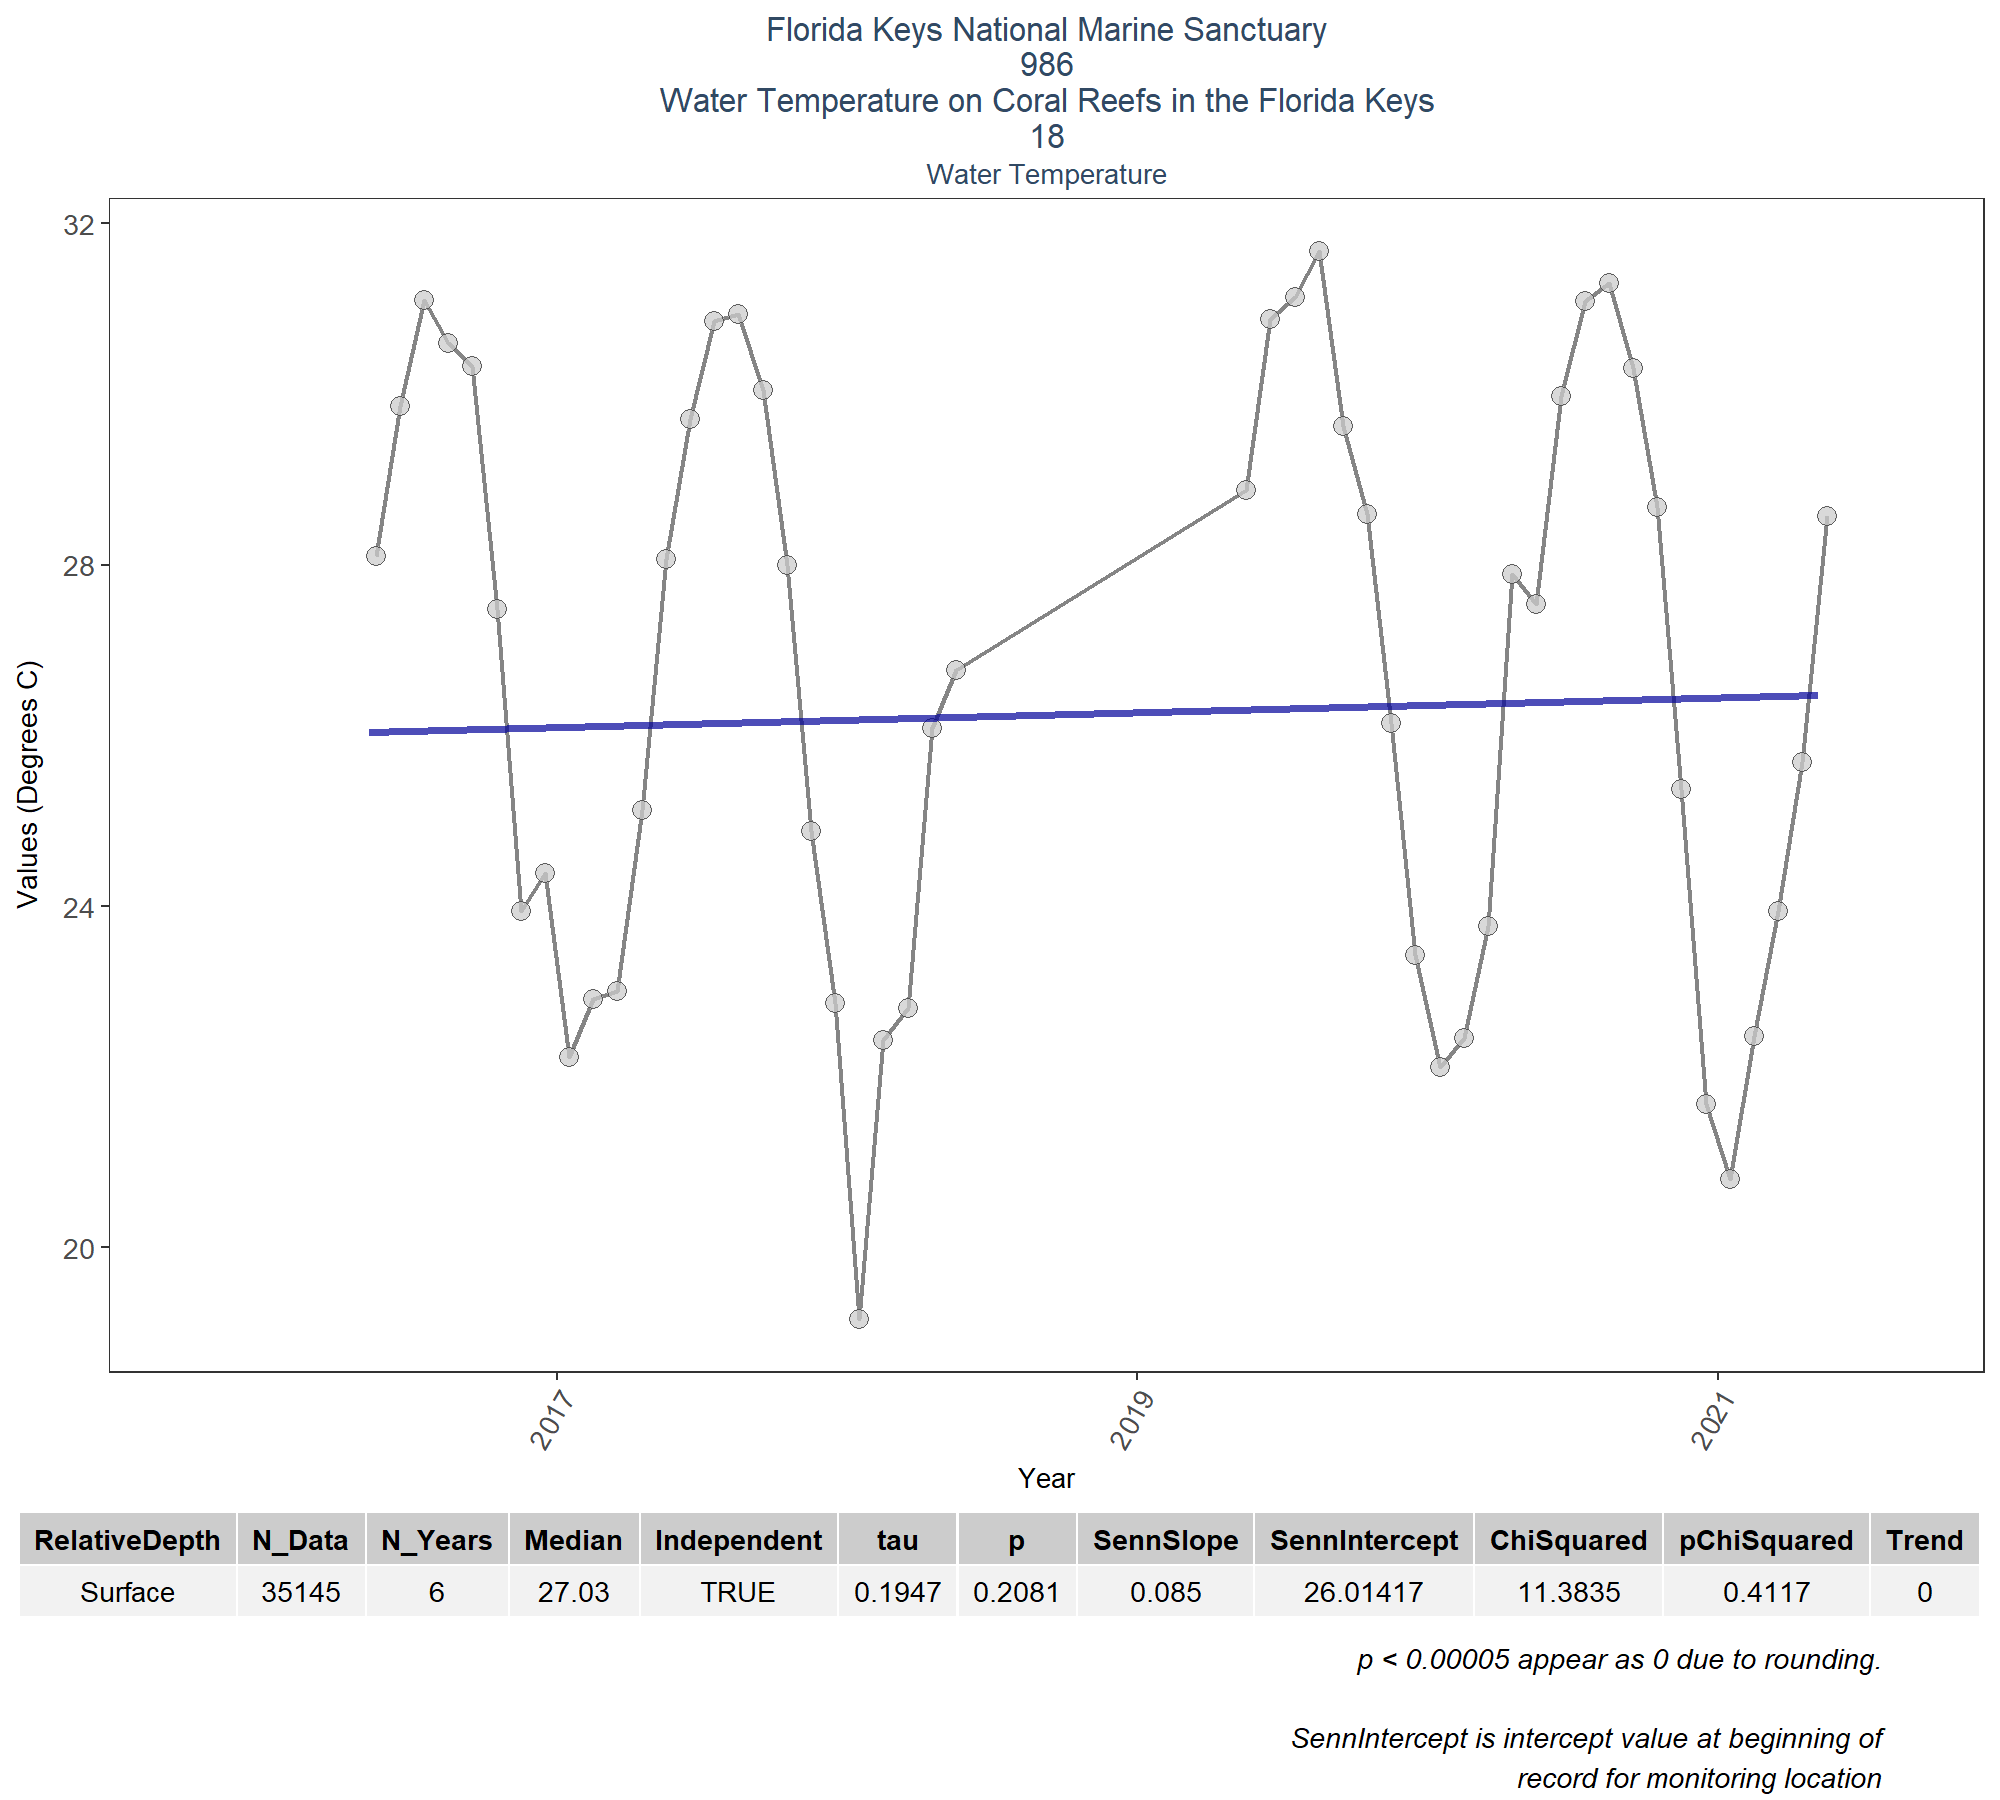 Florida Keys National Marine Sanctuary
986
Water Temperature on Coral Reefs in the Florida Keys
18
Water Temperature
32
28
24
20
Values (Degrees C)
2017
2019
2021
Year
RelativeDepth N_Data N_Years Median Independent tau p SennSlope SennIntercept ChiSquared pChiSquared Trend
Surface 35145 6 27.03 TRUE 0.1947 0.2081 0.085 26.01417 11.3835 0.4117 0
p < 0.00005 appear as 0 due to rounding.
SennIntercept is intercept value at beginning of
record for monitoring location